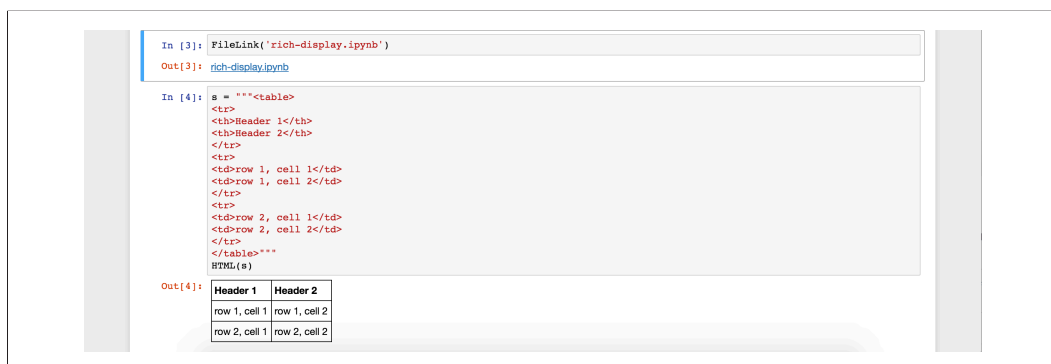 In [3]: FileLink('rich-display.ipynb')
Out[3]: rich-display.ipynb
In [4]: s = """<table>
<tr>
<th>Header 1</th>
<th>Header 2</th>
</tr>
<tr>
<td>row 1, cell 1</td>
<td>row 1, cell 2</td>
</tr>
<tr>
<td>row 2, cell 1</td>
<td>row 2, cell 2</td>
</tr>
</table>"""
HTML(s)
Out[4]: Header 1 Header 2
row 1, cell 1 row 1, cell 2
row 2, cell 1 row 2, cell 2